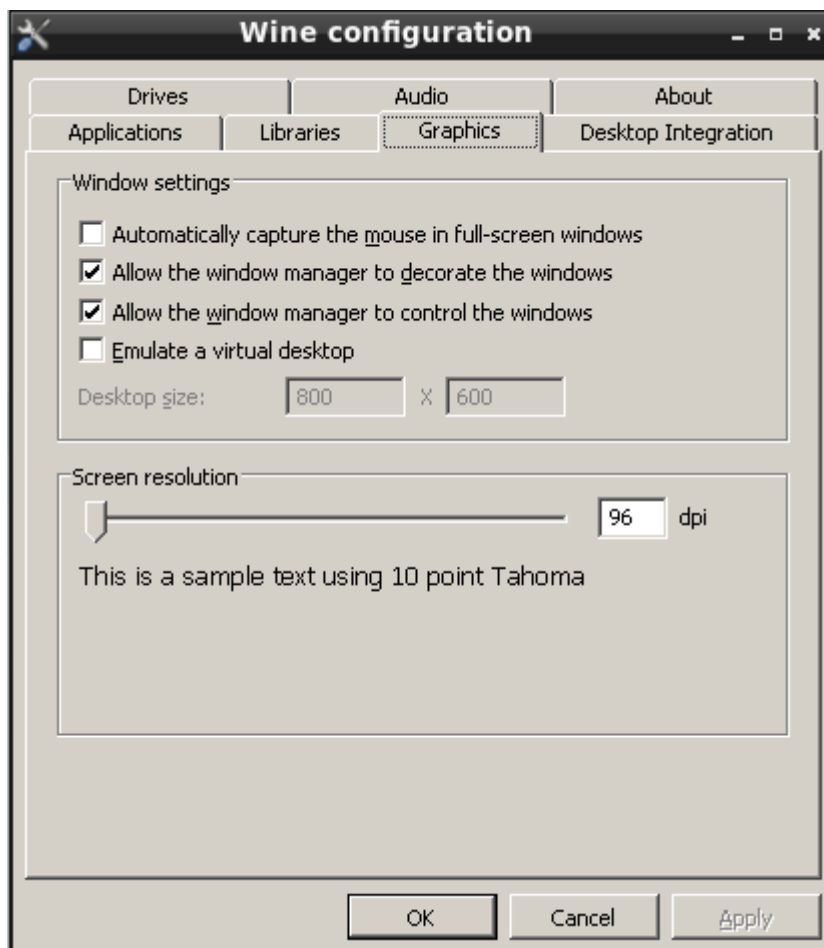 Wine configuration
Drives Audio About
Applications Libraries Graphics Desktop Integration
Window settings
Automatically capture the mouse in full-screen windows
Allow the window manager to decorate the windows
Allow the window manager to control the windows
Emulate a virtual desktop
Desktop size: 800 X 600
Screen resolution
96 dpi
This is a sample text using 10 point Tahoma
OK Cancel Apply